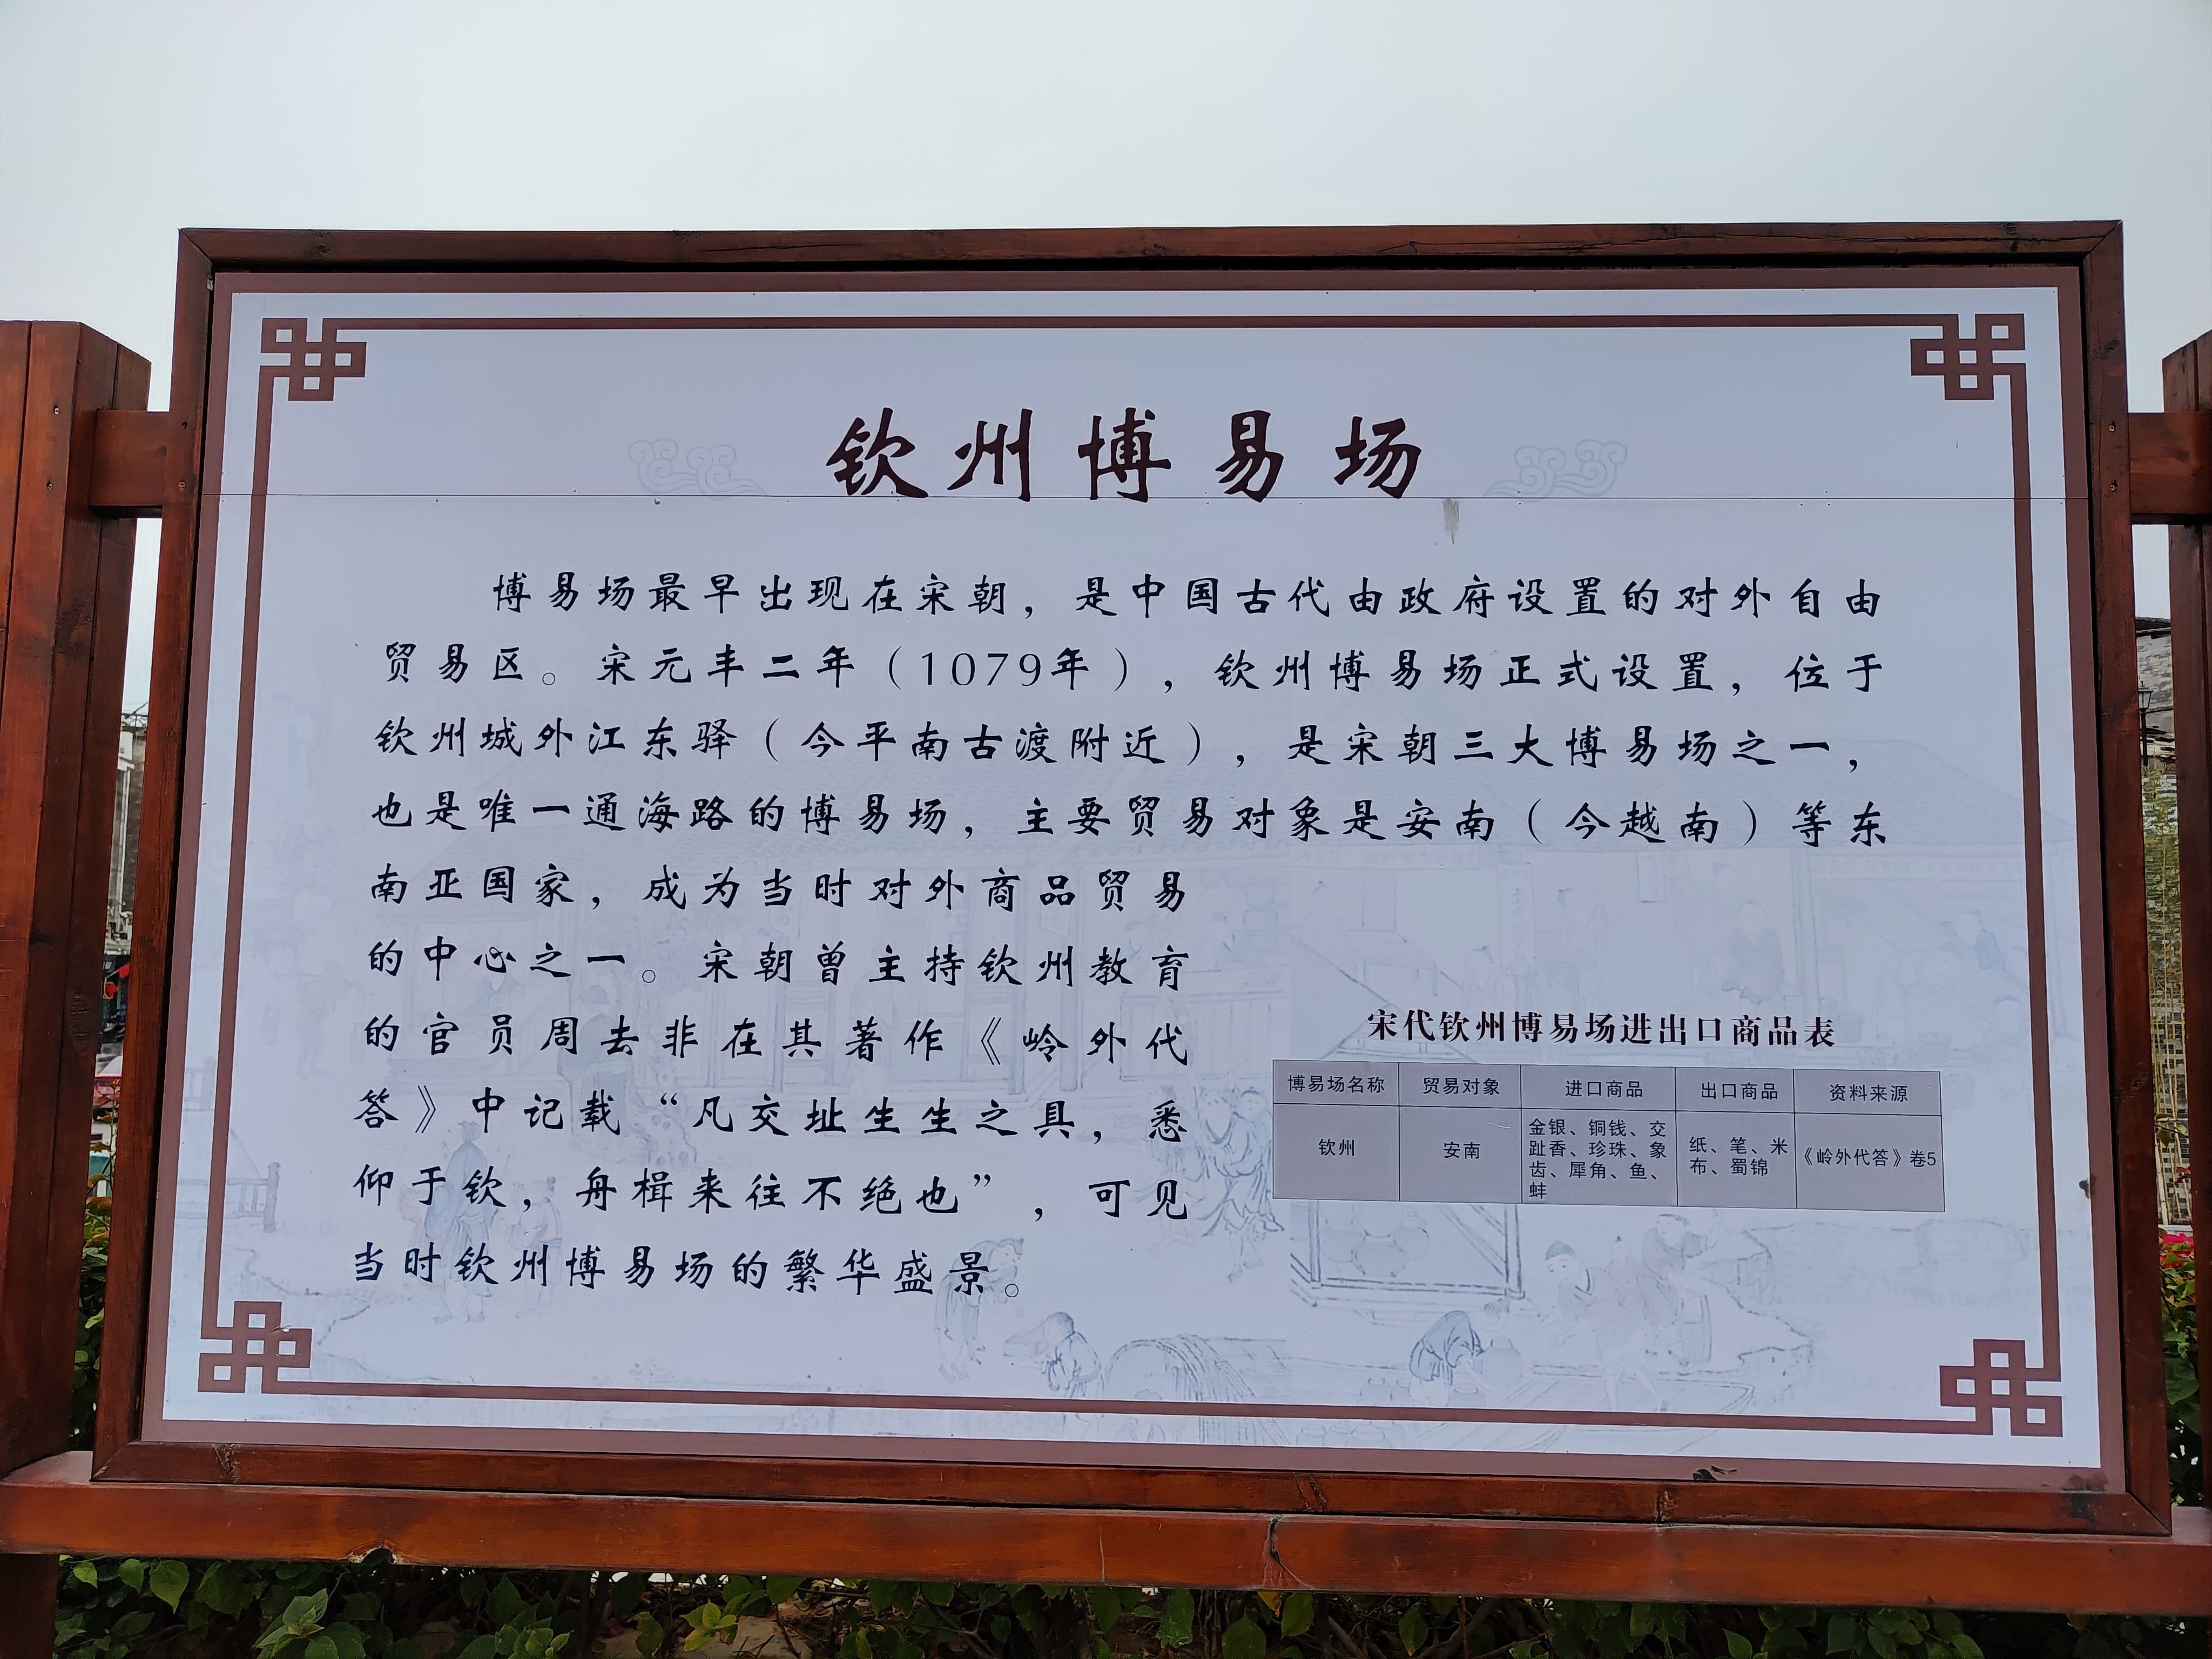 钦州博易场
博易场最早出现在宋朝，是中国古代由政府设置的对外自由
贸易区。宋元丰二年（1079年），钦州博易场正式设置，位于
钦州城外江东驿（今平南古渡附近），是宋朝三大博易场之一，
也是唯一通海路的博易场，主要贸易对象是安南（今越南）等东
南亚国家，成为当时对外商品贸易
的中心之一。宋朝曾主持钦州教育
的官员周去非在其著作《岭外代
答》中记载“凡交址生生之具，悉
仰于钦，舟楫来往不绝也”，可见
当时钦州博易场的繁华盛景。
宋代钦州博易场进出口商品表
博易场名称 贸易对象 进口商品 出口商品 资料来源
钦州 安南 金银、铜钱、交
趾香、珍珠、象
齿、犀角、鱼、
蚌
纸、笔、米
布、蜀锦
《岭外代答》卷5